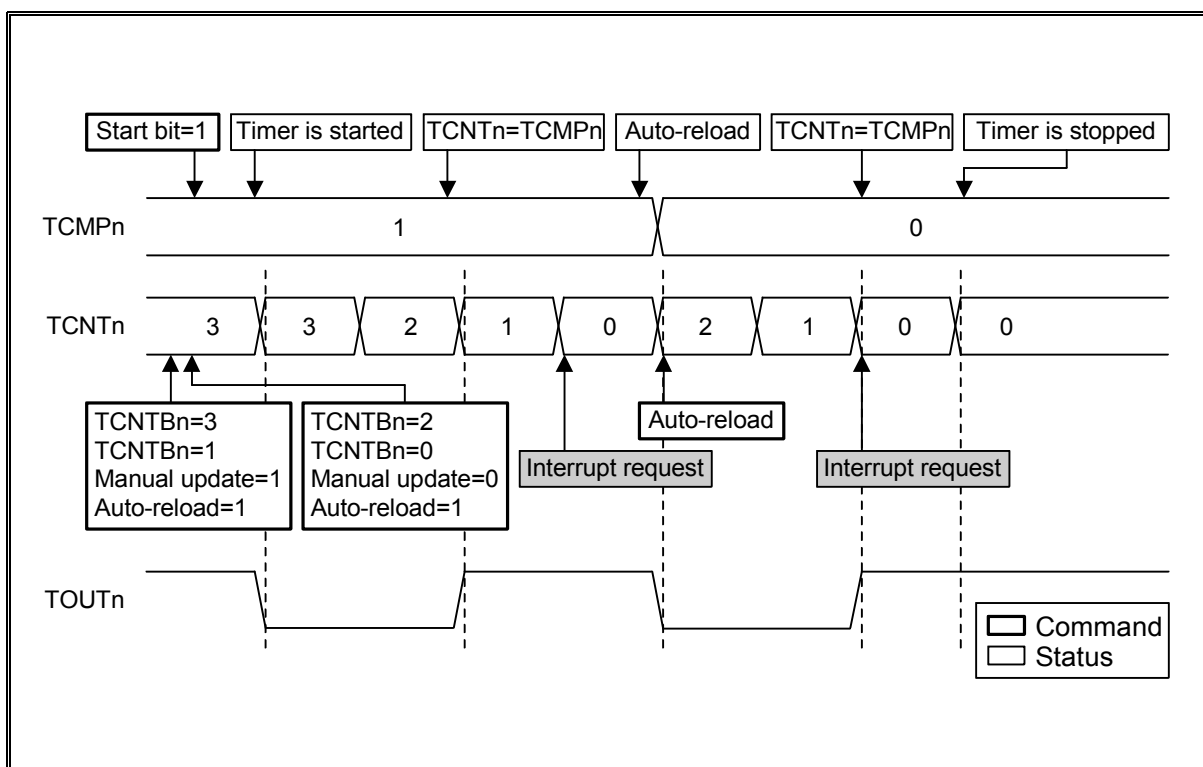 Start bit=1
Timer is started
TCNTn=TCMPn
Auto-reload
TCNTn=TCMPn
Timer is stopped
TCMPn
1
0
TCNTn
3
3
2
1
0
2
1
0
0
TCNTBn=3
TCNTBn=1
Manual update=1
Auto-reload=1
TCNTBn=2
TCNTBn=0
Manual update=0
Auto-reload=1
Interrupt request
Auto-reload
Interrupt request
TOUTn
Command
Status